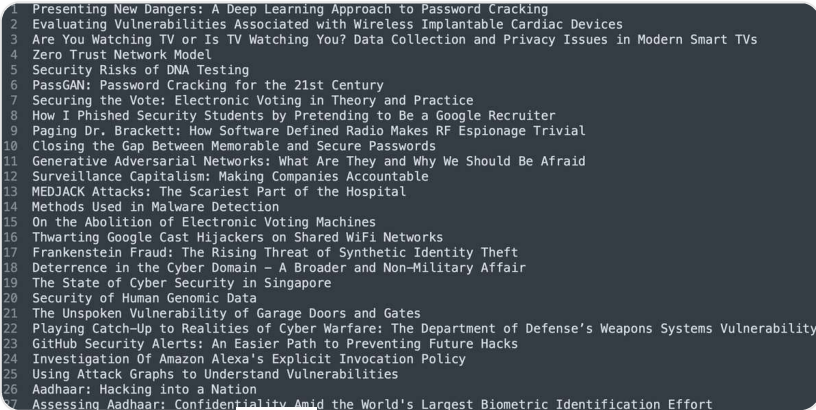 1 Presenting New Dangers: A Deep Learning Approach to Password Cracking
2 Evaluating Vulnerabilities Associated with Wireless Implantable Cardiac Devices
3 Are You Watching TV or Is TV Watching You? Data Collection and Privacy Issues in Modern Smart TVs
4 Zero Trust Network Model
5 Security Risks of DNA Testing
6 PassGAN: Password Cracking for the 21st Century
7 Securing the Vote: Electronic Voting in Theory and Practice
8 How I Phished Security Students by Pretending to Be a Google Recruiter
9 Paging Dr. Brackett: How Software Defined Radio Makes RF Espionage Trivial
10 Closing the Gap Between Memorable and Secure Passwords
11 Generative Adversarial Networks: What Are They and Why We Should Be Afraid
12 Surveillance Capitalism: Making Companies Accountable
13 MEDJACK Attacks: The Scariest Part of the Hospital
14 Methods Used in Malware Detection
15 On the Abolition of Electronic Voting Machines
16 Thwarting Google Cast Hijackers on Shared WiFi Networks
17 Frankenstein Fraud: The Rising Threat of Synthetic Identity Theft
18 Deterrence in the Cyber Domain – A Broader and Non-Military Affair
19 The State of Cyber Security in Singapore
20 Security of Human Genomic Data
21 The Unspoken Vulnerability of Garage Doors and Gates
22 Playing Catch-Up to Realities of Cyber Warfare: The Department of Defense’s Weapons Systems Vulnerability
23 GitHub Security Alerts: An Easier Path to Preventing Future Hacks
24 Investigation Of Amazon Alexa's Explicit Invocation Policy
25 Using Attack Graphs to Understand Vulnerabilities
26 Aadhaar: Hacking into a Nation
27 Assessing Aadhaar: Confidentiality Amid the World's Largest Biometric Identification Effort